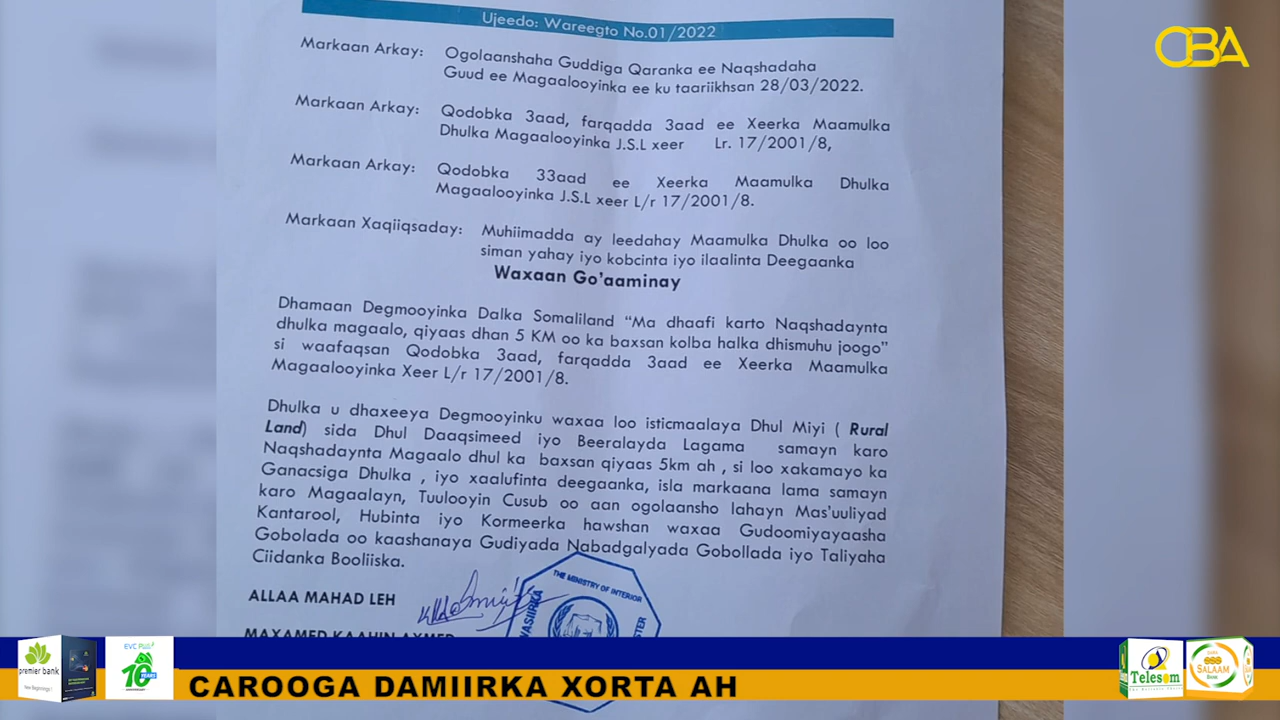 Ujeedo: Wareegto No.01/2022
CBA
Markaan Arkay: Ogolaanshaha Guddiga Qaranka ee Naqshadaha
Guud ee Magaalooyinka ee ku taariikhsan 28/03/2022.
Markaan Arkay: Qodobka 3aad, farqadda 3aad ee Xeerka Maamulka
Dhulka Magaalooyinka J.S.L xeer Lr. 17/2001/8,
Markaan Arkay: Qodobka 33aad ee Xeerka Maamulka Dhulka
Magaalooyinka J.S.L xeer L/r 17/2001/8.
Markaan Xaqiiqsaday: Muhiimadda ay leedahay Maamulka Dhulka oo loo
siman yahay iyo kobcinta iyo ilaalinta Deegaanka
Waxaan Go'aaminay
Dhamaan Degmooyinka Dalka Somaliland “Ma dhaafi karto Naqshadaynta
dhulka magaalo, qiyaas dhan 5 KM oo ka baxsan kolba halka dhismuhu joogo”
si waafaqsan Qodobka 3aad, farqadda 3aad ee Xeerka Maamulka
Magaalooyinka Xeer L/r 17/2001/8.
Dhulka u dhaxeeya Degmooyinku waxaa loo isticmaalaya Dhul Miyi ( Rural
Land) sida Dhul Daaqsimeed iyo Beeralayda Lagama samayn karo
Naqshadaynta Magaalo dhul ka baxsan qiyaas 5km ah , si loo xakamayo ka
Ganacsiga Dhulka , iyo xaalufinta deegaanka, isla markaana lama samayn
karo Magaalayn, Tuulooyin Cusub oo aan ogolaansho lahayn Mas'uuliyad
Kantarool, Hubinta iyo Kormeerka hawshan waxaa Gudoomiyayaasha
Gobolada oo kaashanaya Gudiyada Nabadgalyada Gobollada iyo Taliyaha
Ciidanka Booliiska.
ALLAA MAHAD LEH
THE MINISTRY OF INTERIOR
MAXAMED KAAHIN AXMED
premier bank
New Beginnings!
EVC PLUS
10 YEARS
ANNIVERSARY
CAROOGA DAMIIRKA XORTA AH
Telesom
SALAAM